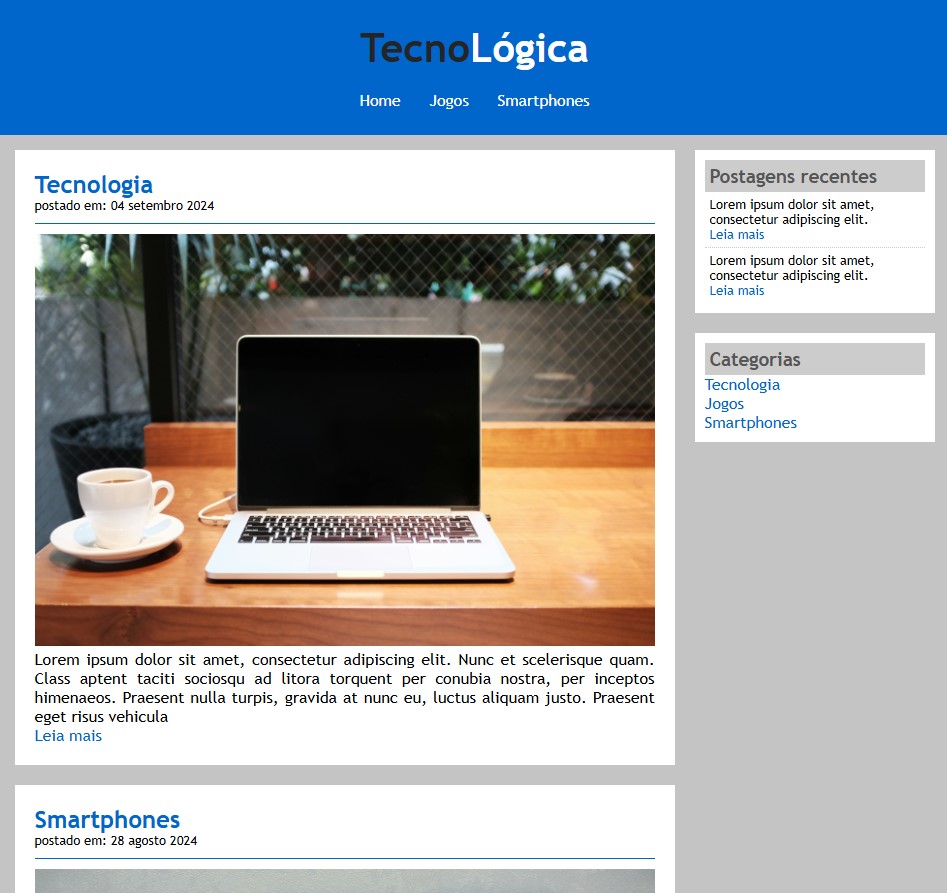 TecnoLógica
Home Jogos Smartphones
Tecnologia
postado em: 04 setembro 2024
Lorem ipsum dolor sit amet, consectetur adipiscing elit. Nunc et scelerisque quam.
Class aptent taciti sociosqu ad litora torquent per conubia nostra, per inceptos
himenaeos. Praesent nulla turpis, gravida at nunc eu, luctus aliquam justo. Praesent
eget risus vehicula
Leia mais
Smartphones
postado em: 28 agosto 2024
Postagens recentes
Lorem ipsum dolor sit amet,
consectetur adipiscing elit.
Leia mais
Lorem ipsum dolor sit amet,
consectetur adipiscing elit.
Leia mais
Categorias
Tecnologia
Jogos
Smartphones